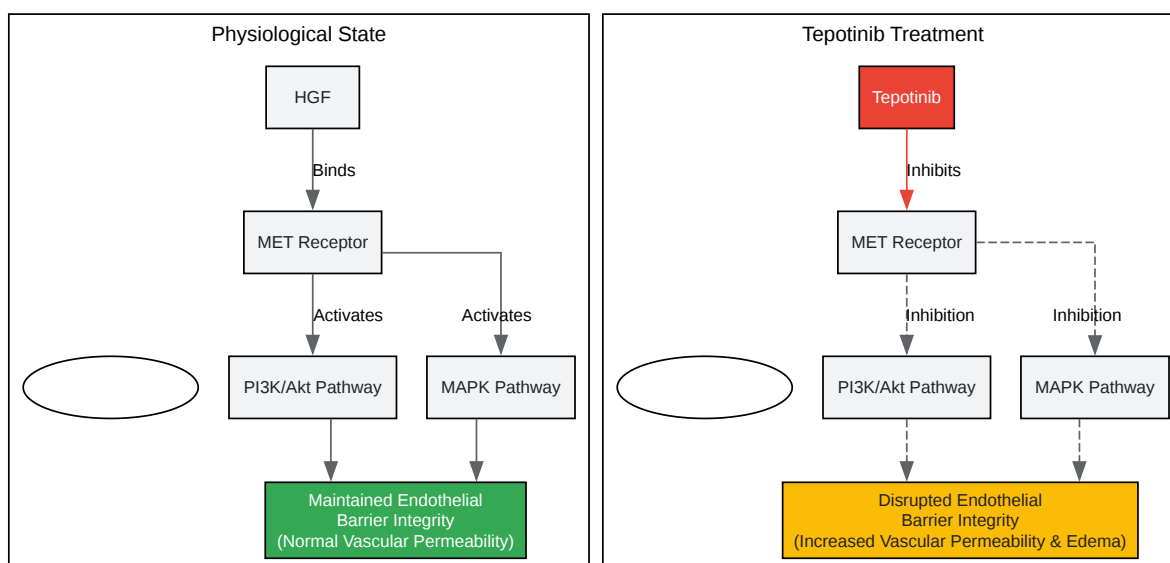 Physiological State
HGF
Binds
MET Receptor
Activates
Activates
PI3K/Akt Pathway
MAPK Pathway
Maintained Endothelial
Barrier Integrity
(Normal Vascular Permeability)
Tepotinib Treatment
Tepotinib
Inhibits
MET Receptor
Inhibition
Inhibition
PI3K/Akt Pathway
MAPK Pathway
Disrupted Endothelial
Barrier Integrity
(Increased Vascular Permeability & Edema)